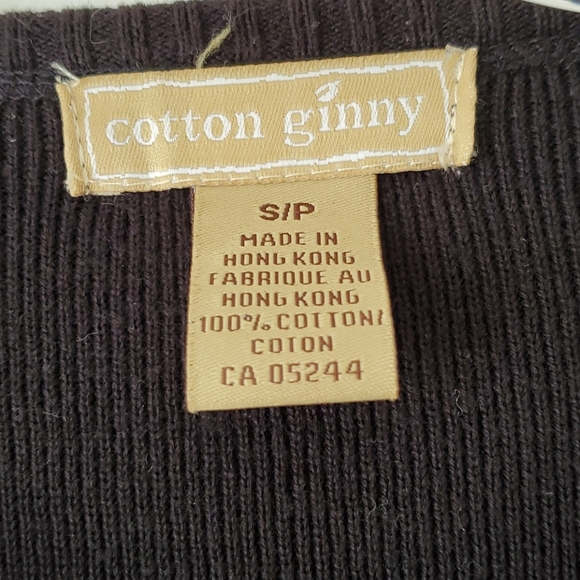 cotton ginny
S/P
MADE IN
HONG KONG
FABRIQUE AU
HONG KONG
100% COTTON/
COTON
CA 05244